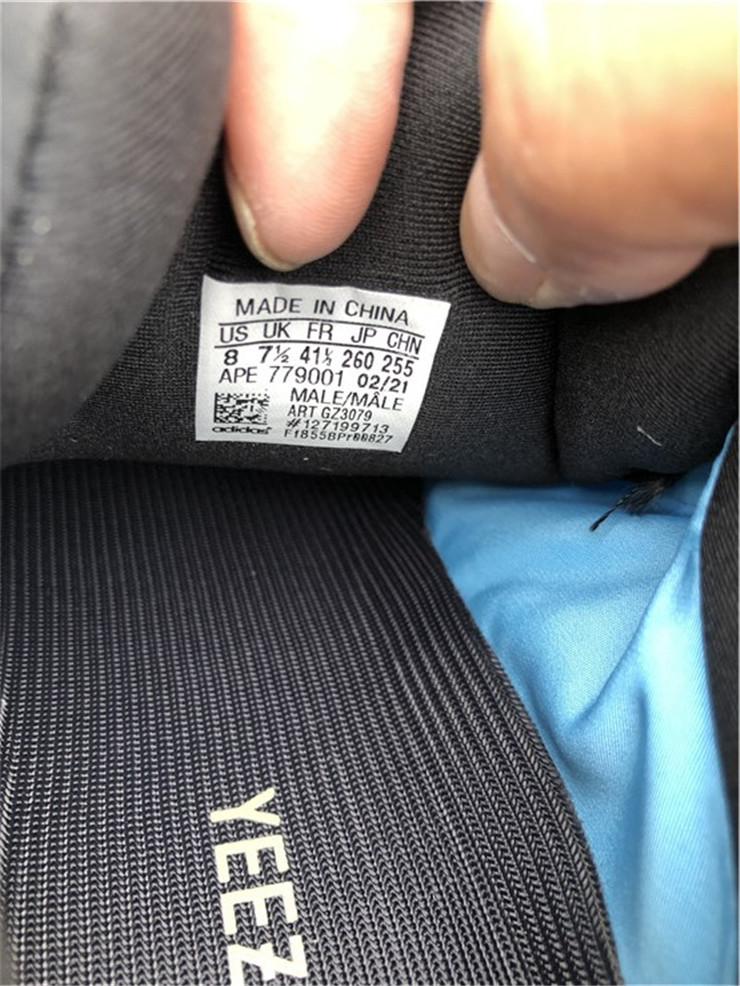 MADE IN CHINA
US UK FR JP CHN
8 7½ 41⅓ 260 255
APE 779001 02/21
MALE/MÂLE
ART GZ3079
#127199713
adidas F1855BPr00827
YEEZ